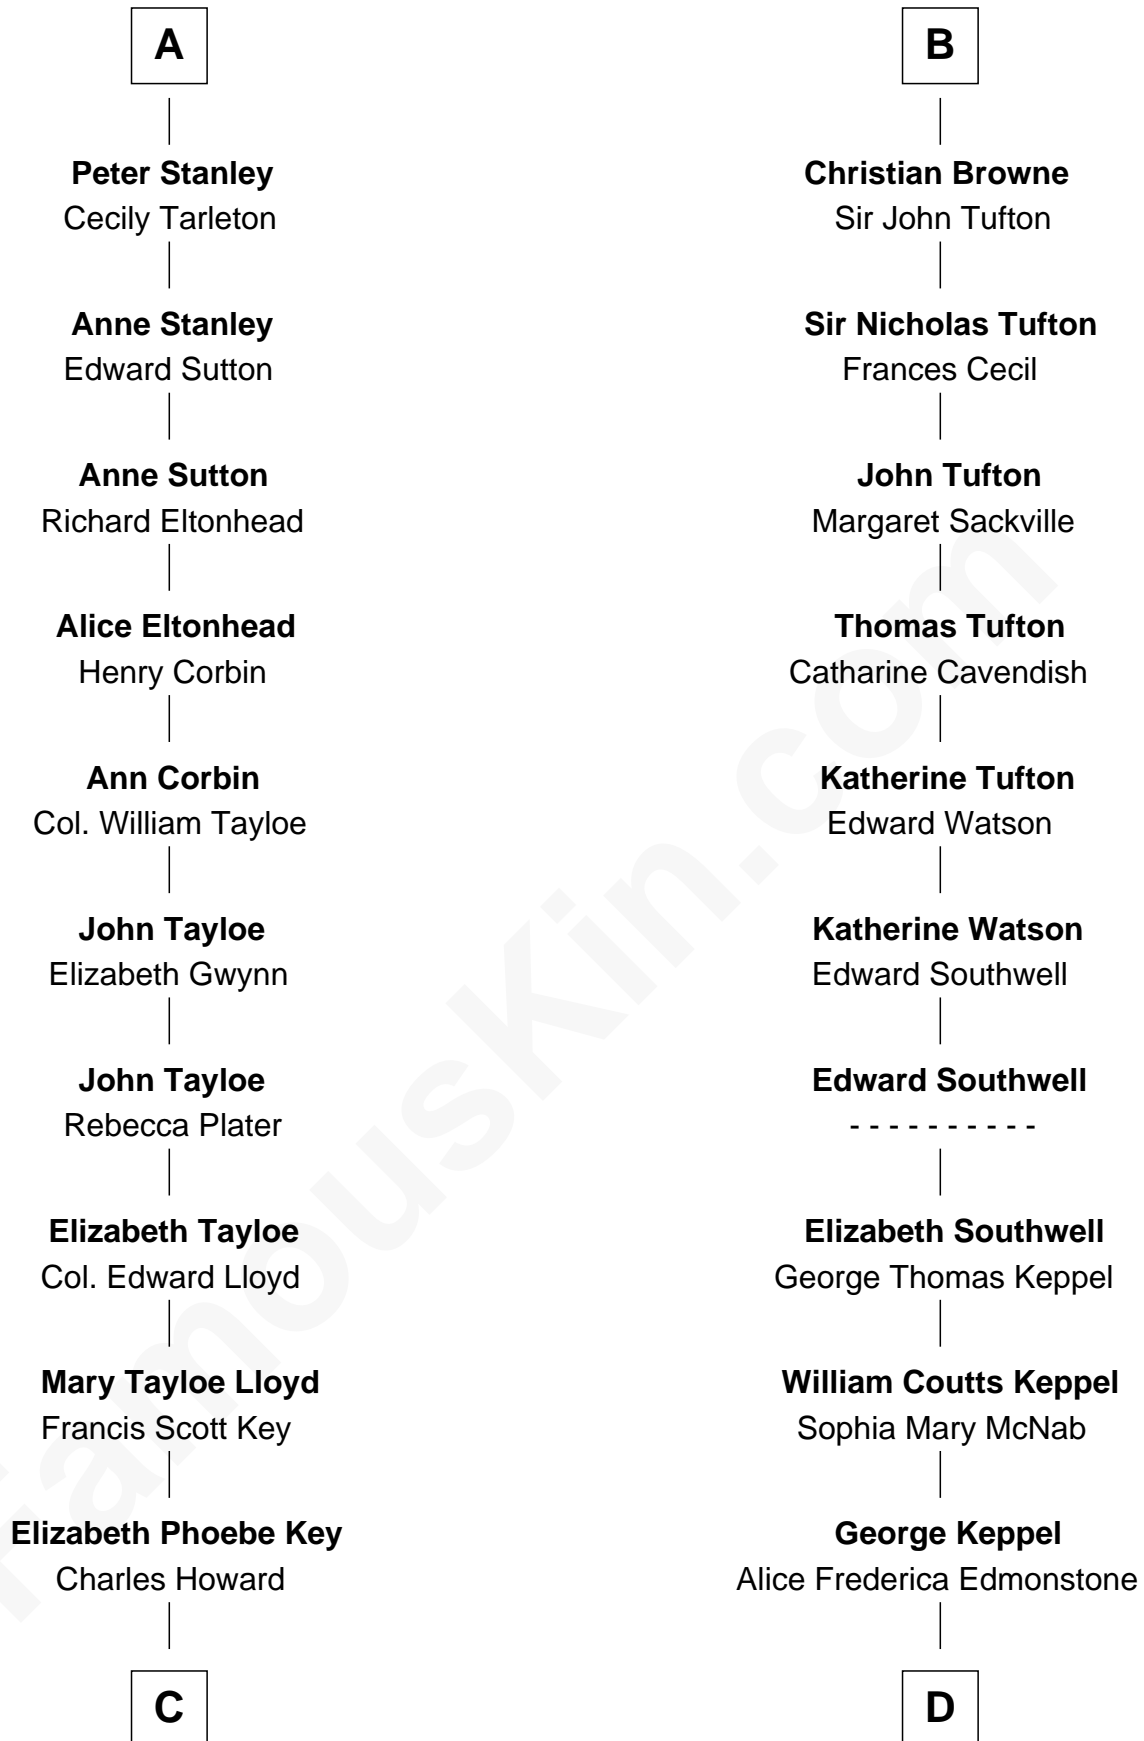 A
Peter Stanley
Cecily Tarleton
Anne Stanley
Edward Sutton
Anne Sutton
Richard Eltonhead
Alice Eltonhead
Henry Corbin
Ann Corbin
Col. William Tayloe
John Tayloe
Elizabeth Gwynn
John Tayloe
Rebecca Plater
Elizabeth Tayloe
Col. Edward Lloyd
Mary Tayloe Lloyd
Francis Scott Key
Elizabeth Phoebe Key
Charles Howard
C
B
Christian Browne
Sir John Tufton
Sir Nicholas Tufton
Frances Cecil
John Tufton
Margaret Sackville
Thomas Tufton
Catharine Cavendish
Katherine Tufton
Edward Watson
Katherine Watson
Edward Southwell
Edward Southwell
- - - - - - - - - -
Elizabeth Southwell
George Thomas Keppel
William Coutts Keppel
Sophia Mary McNab
George Keppel
Alice Frederica Edmonstone
D
FamousKin.com